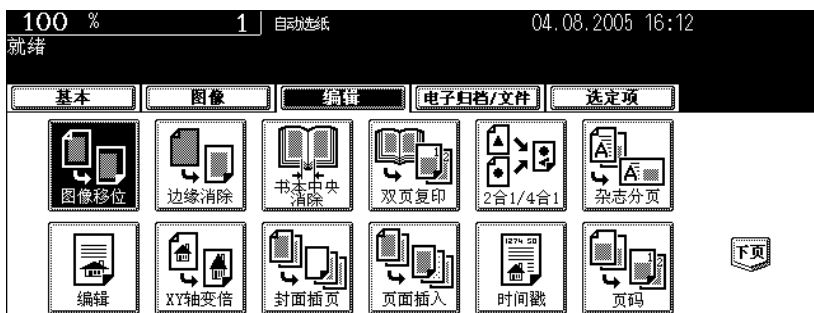 100 % 1 自动选纸 04.08.2005 16:12
就绪
基本 图像 编辑 电子归档/文件 选定项
图像移位 边缘消除 书本中央消除 双页复印 2合1/4合1 杂志分页
下页
编辑 XY轴变倍 封面插页 页面插入 时间戳 页码